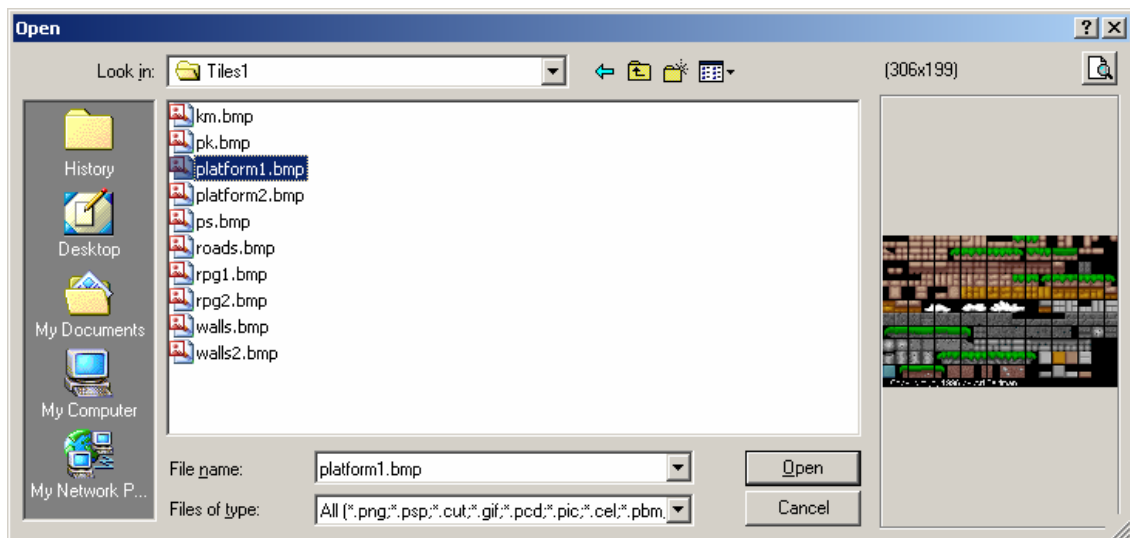 Open
Look in:
Tiles1
(306x199)
History
Desktop
My Documents
My Computer
My Network P...
km.bmp
pk.bmp
platform1.bmp
platform2.bmp
ps.bmp
roads.bmp
rpg1.bmp
rpg2.bmp
walls.bmp
walls2.bmp
File name:
platform1.bmp
Open
Files of type:
All (*.png;*.psp;*.cut;*.gif;*.pcd;*.pic;*.cel;*.pbm,
Cancel